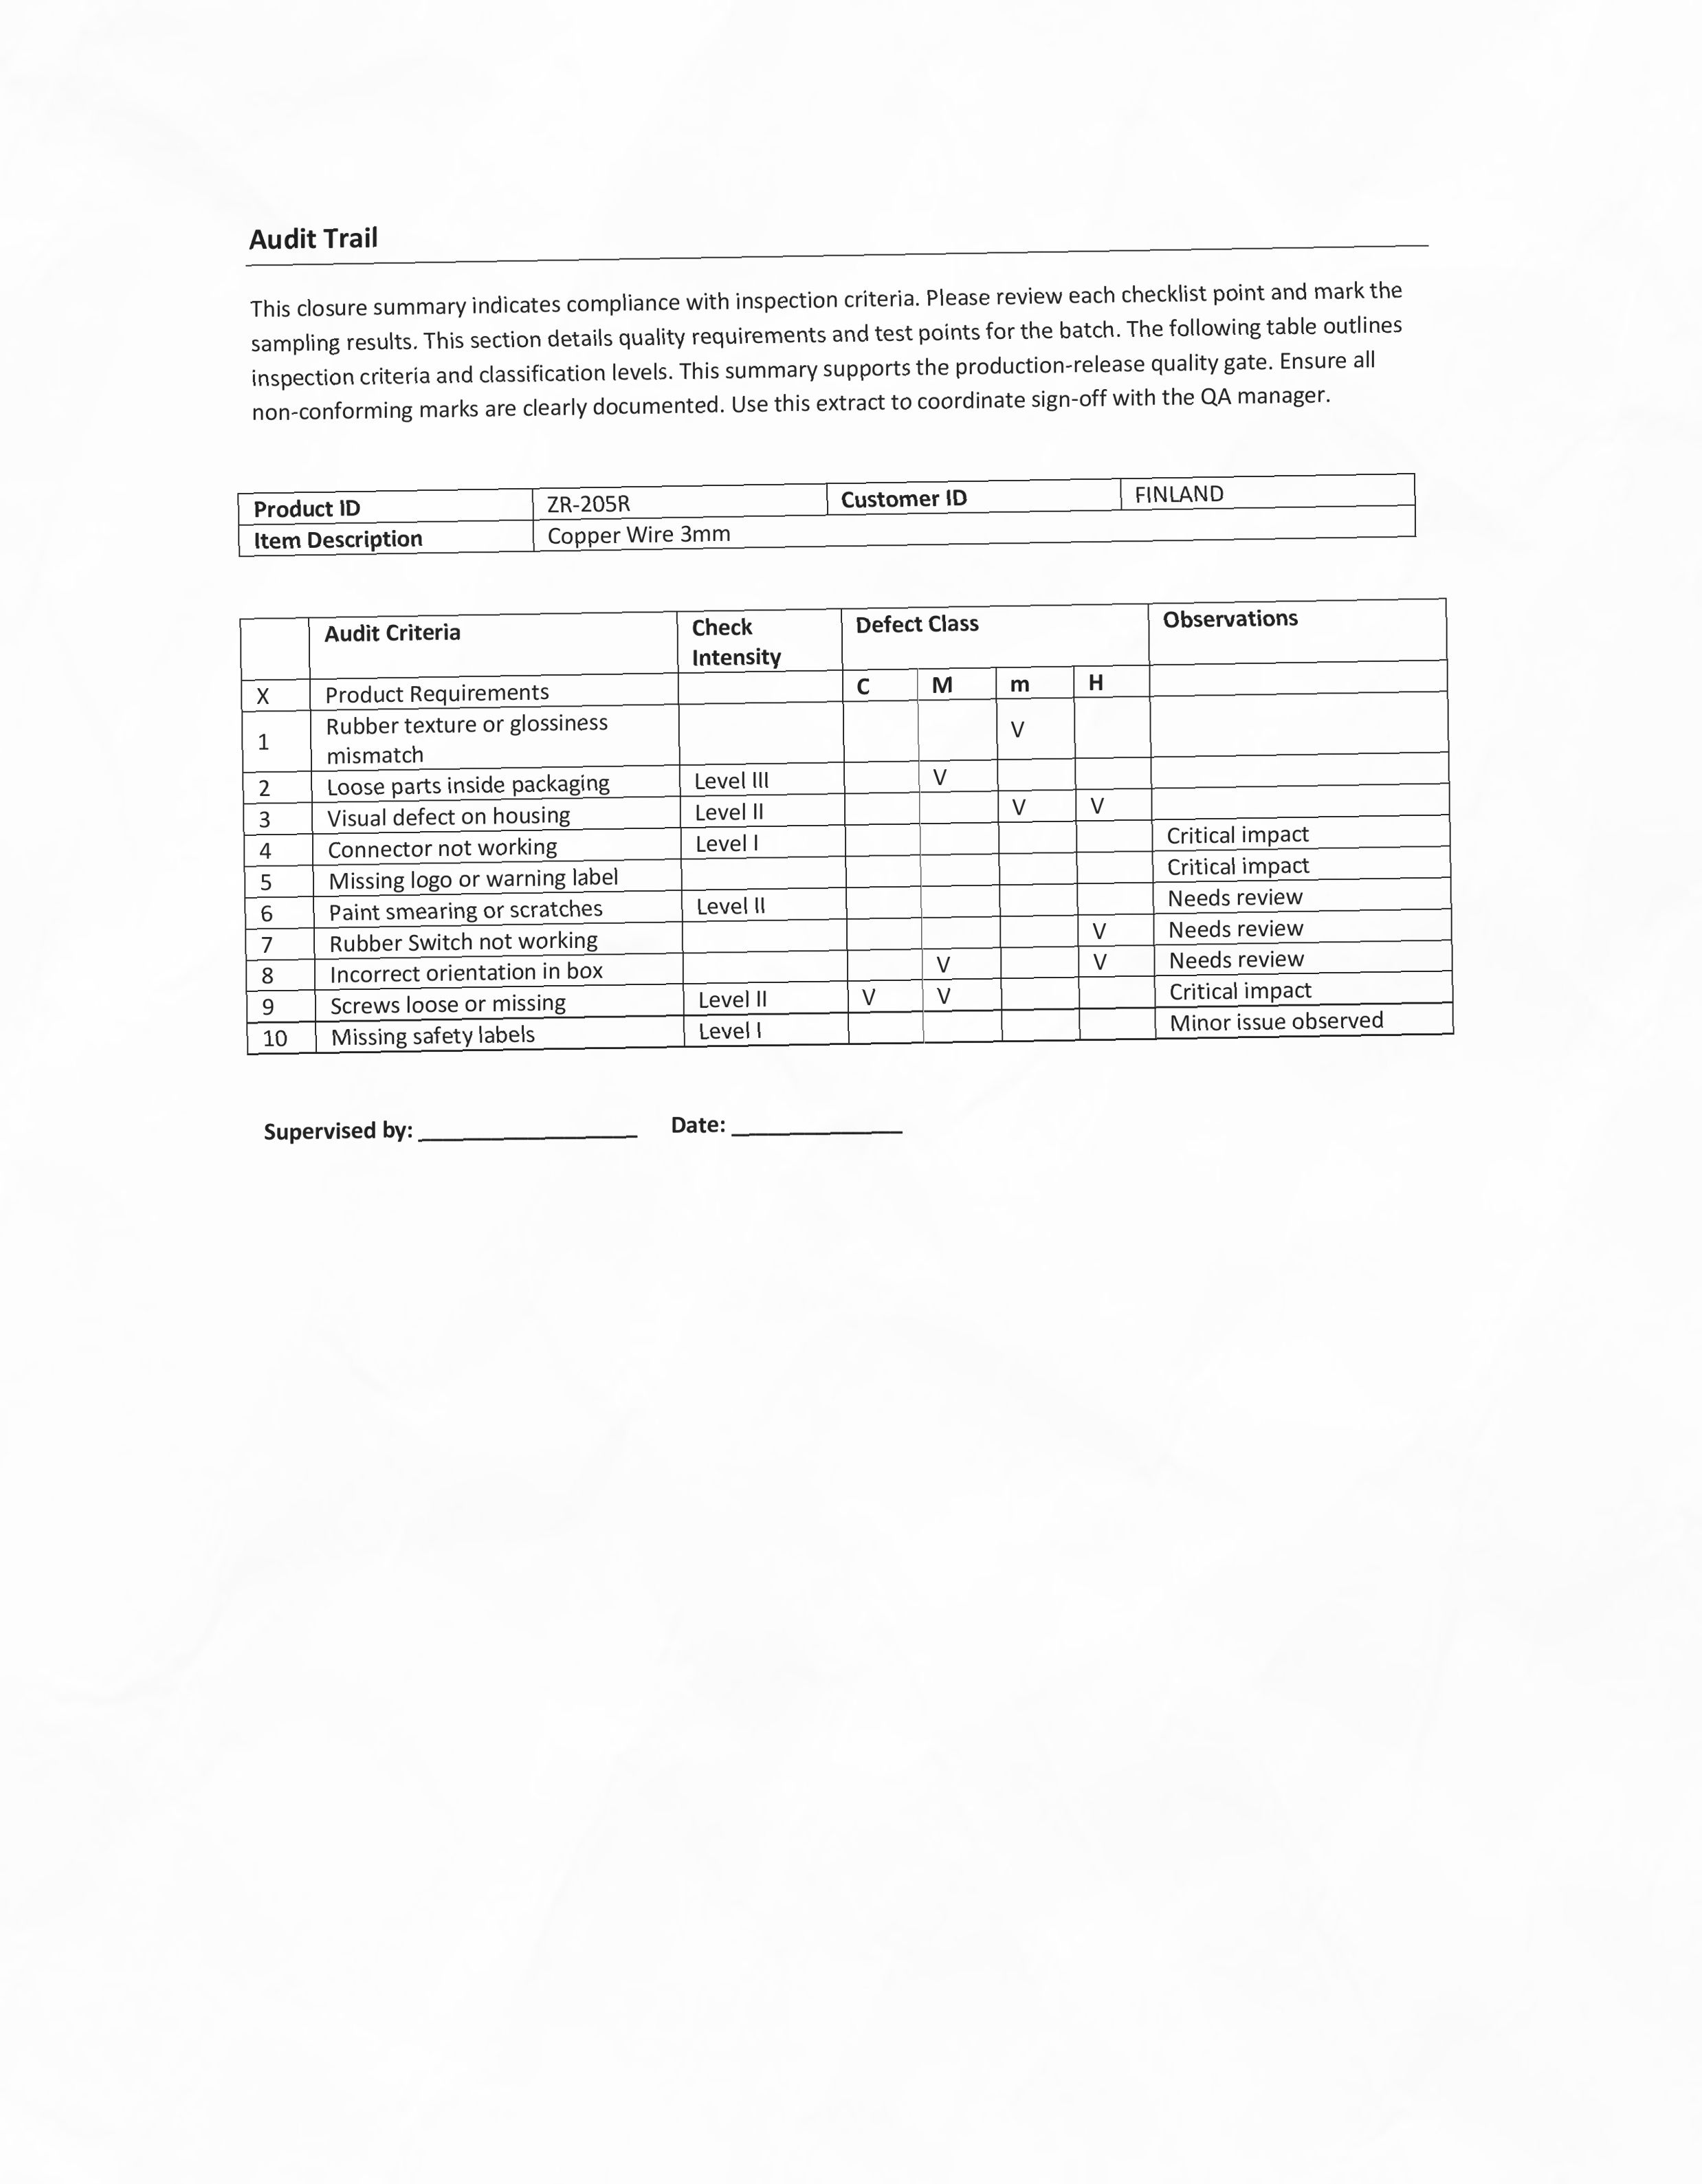 Audit Trail
This closure summary indicates compliance with inspection criteria. Please review each checklist point and mark the
sampling results. This section details quality requirements and test points for the batch. The following table outlines
inspection criteria and classification levels. This summary supports the production-release quality gate. Ensure all
non-conforming marks are clearly documented. Use this extract to coordinate sign-off with the QA manager.
Product ID ZR-205R Customer ID FINLAND
Item Description Copper Wire 3mm
Audit Criteria Check Defect Class Observations
Intensity
X Product Requirements C M m H
1 Rubber texture or glossiness V
mismatch
2 Loose parts inside packaging Level III V
3 Visual defect on housing Level II V V
4 Connector not working Level I Critical impact
5 Missing logo or warning label Critical impact
6 Paint smearing or scratches Level II Needs review
7 Rubber Switch not working V Needs review
8 Incorrect orientation in box V V Needs review
9 Screws loose or missing Level II V V Critical impact
10 Missing safety labels Level I Minor issue observed
Supervised by: __________________ Date: ______________